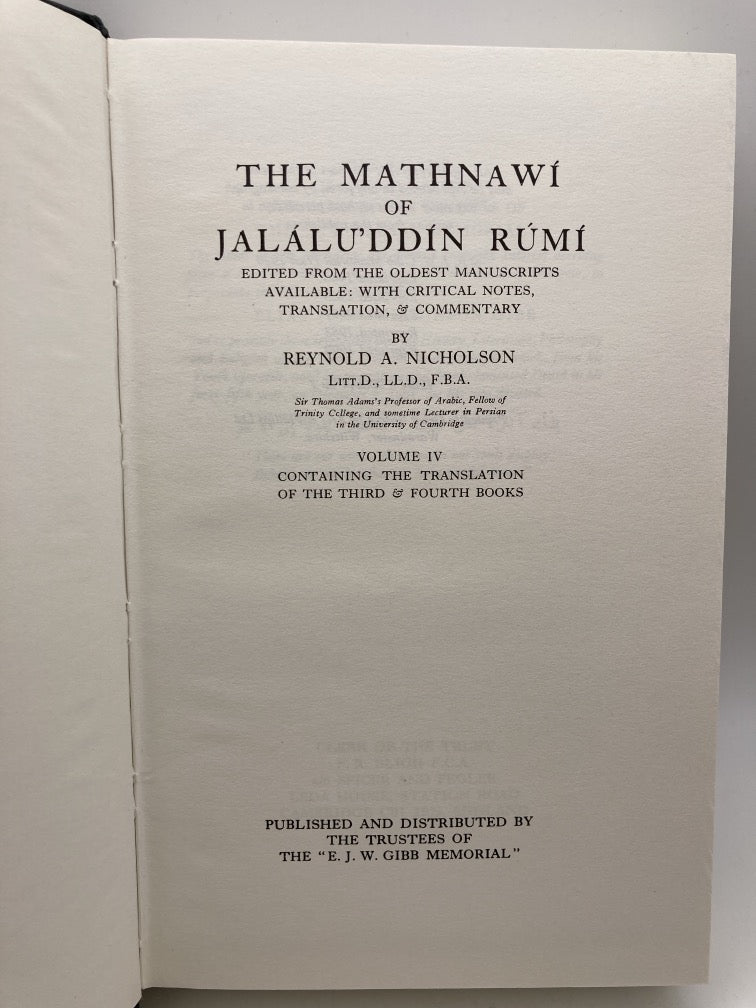 THE MATHNAWÍ
OF
JALÁLU'DDÍN RÚMÍ
EDITED FROM THE OLDEST MANUSCRIPTS
AVAILABLE: WITH CRITICAL NOTES,
TRANSLATION, & COMMENTARY
BY
REYNOLD A. NICHOLSON
LITT.D., LL.D., F.B.A.
Sir Thomas Adams's Professor of Arabic, Fellow of
Trinity College, and sometime Lecturer in Persian
in the University of Cambridge
VOLUME IV
CONTAINING THE TRANSLATION
OF THE THIRD & FOURTH BOOKS
PUBLISHED AND DISTRIBUTED BY
THE TRUSTEES OF
THE "E. J. W. GIBB MEMORIAL"